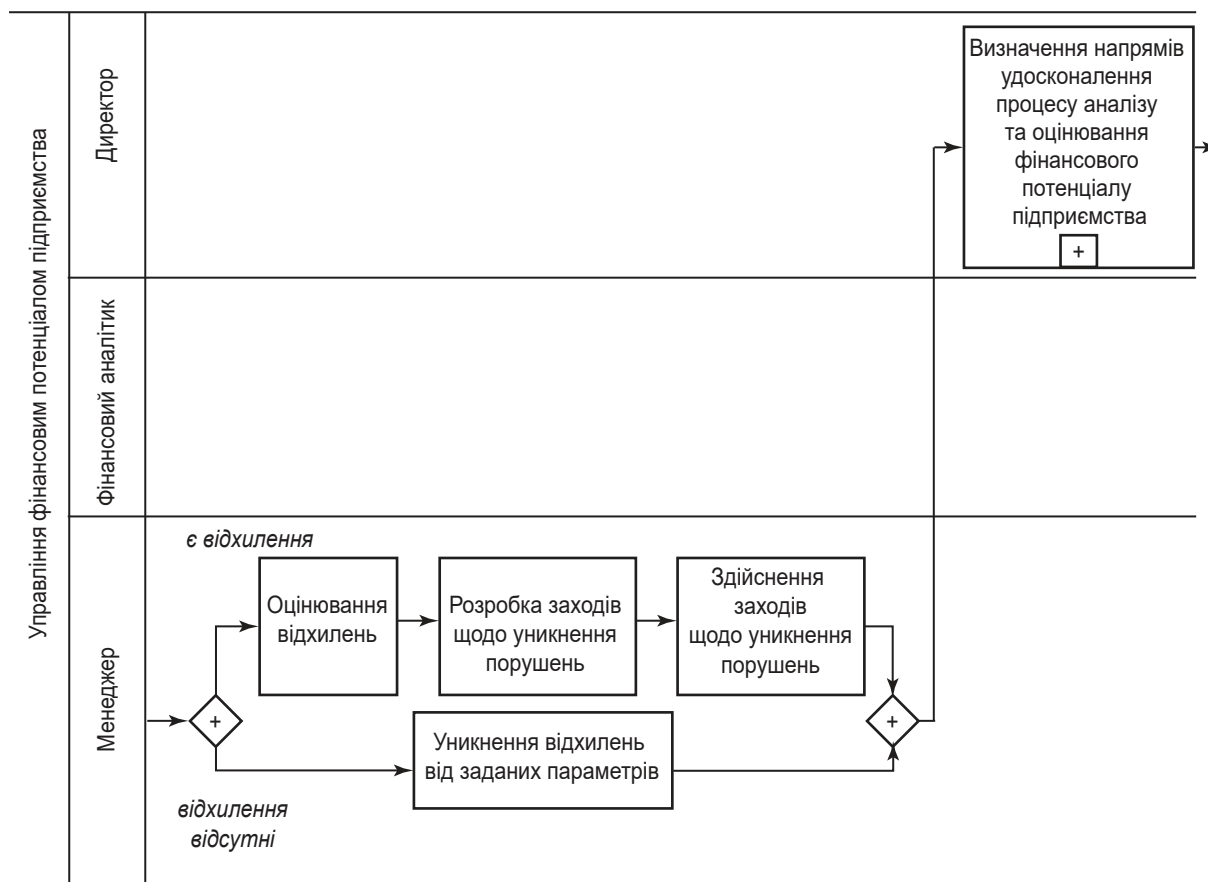 Управління фінансовим потенціалом підприємства
Директор
Визначення напрямів
удосконалення
процесу аналізу
та оцінювання
фінансового
потенціалу
підприємства
+
Фінансовий аналітик
Менеджер
є відхилення
Оцінювання
відхилень
Розробка заходів
щодо уникнення
порушень
Здійснення
заходів
щодо уникнення
порушень
+
+
Уникнення відхилень
від заданих параметрів
відхилення
відсутні